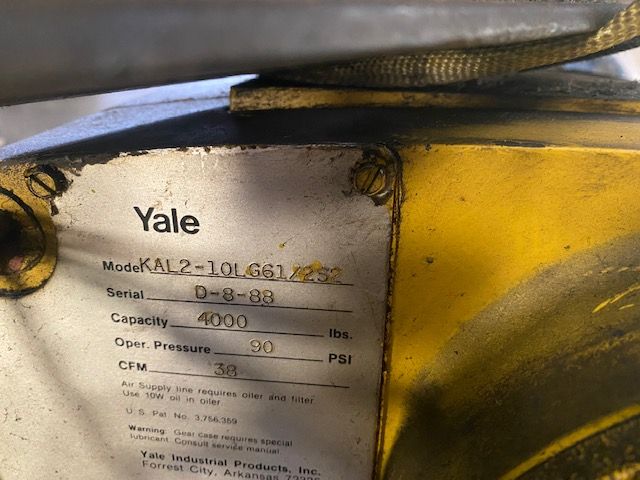 Yale
Model KAL2-10LG61/2S2
Serial D-8-88
Capacity 4000 lbs.
Oper. Pressure 90 PSI
CFM 38
Air Supply line requires oiler and filter
Use 10W oil in oiler
U. S. Pat No. 3,756,359
Warning: Gear case requires special
lubricant. Consult service manual
Yale Industrial Products, Inc.
Forrest City, Arkansas